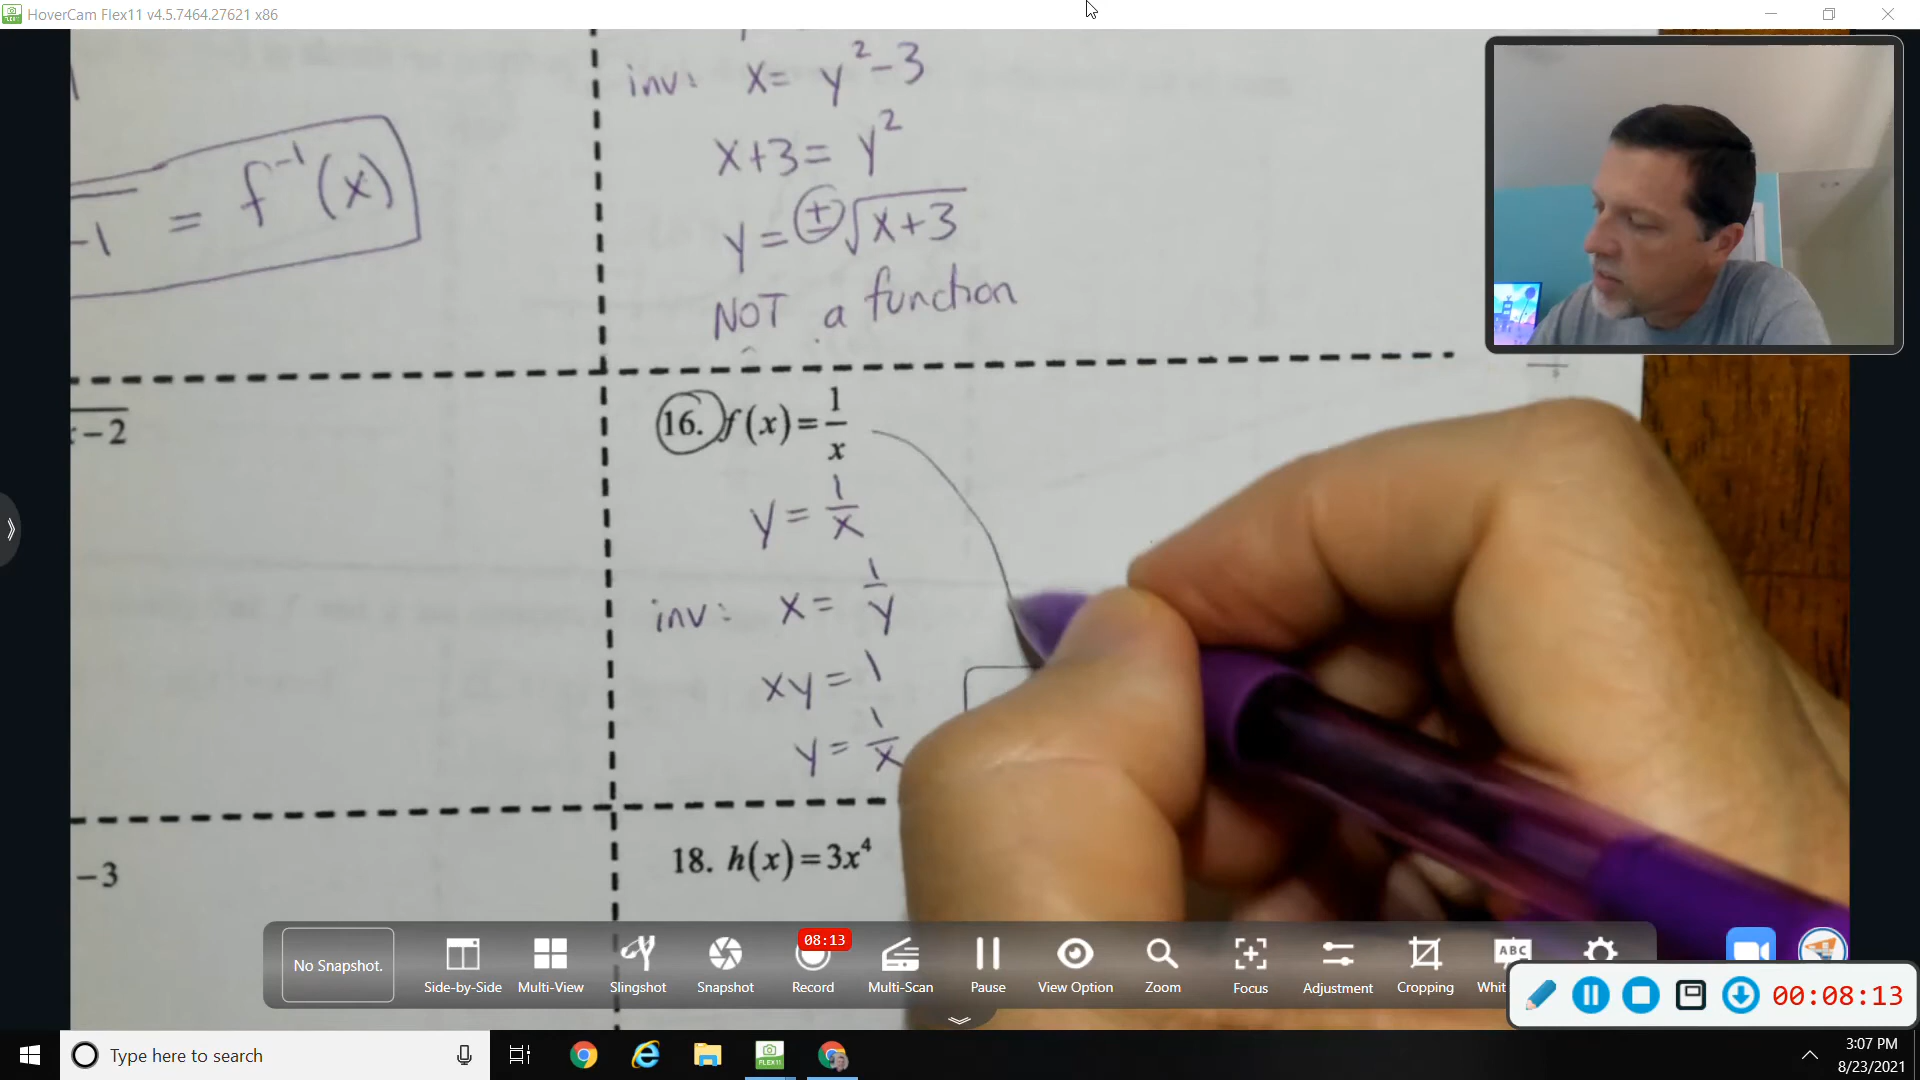 HoverCam Flex11 v4.5.7464.27621 x86
inv: x = y²-3
x+3 = y²
y = ±√x+3
NOT a function
-1 = f⁻¹(x)
x-2
16. f(x) = 1/x
y = 1/x
inv: x = 1/y
xy = 1
y = 1/x
-3
18. h(x) = 3x⁴
No Snapshot.
Side-by-Side
Multi-View
Slingshot
Snapshot
08:13
Record
Multi-Scan
Pause
View Option
Zoom
Focus
Adjustment
Cropping
ABC
Whit
00:08:13
Type here to search
FLEX11
3:07 PM
8/23/2021